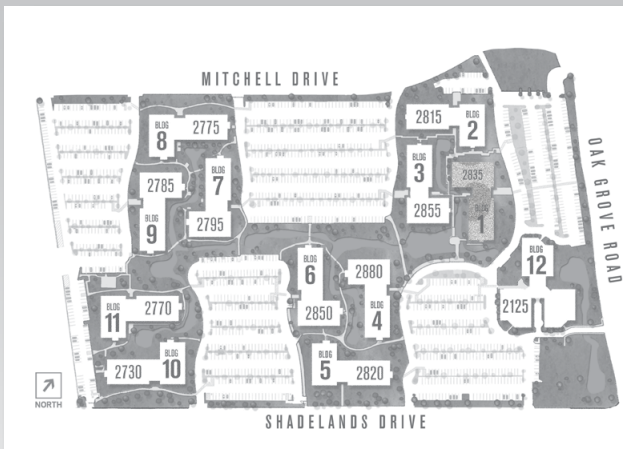 MITCHELL DRIVE
BLDG
8
2775
2815
BLDG
2
OAK GROVE ROAD
BLDG
3
2835
2785
BLDG
7
BLDG
9
2795
2855
BLDG
1
BLDG
6
2880
BLDG
12
BLDG
11
2770
2850
BLDG
4
2125
2730
BLDG
10
BLDG
5
2820
NORTH
SHADELANDS DRIVE